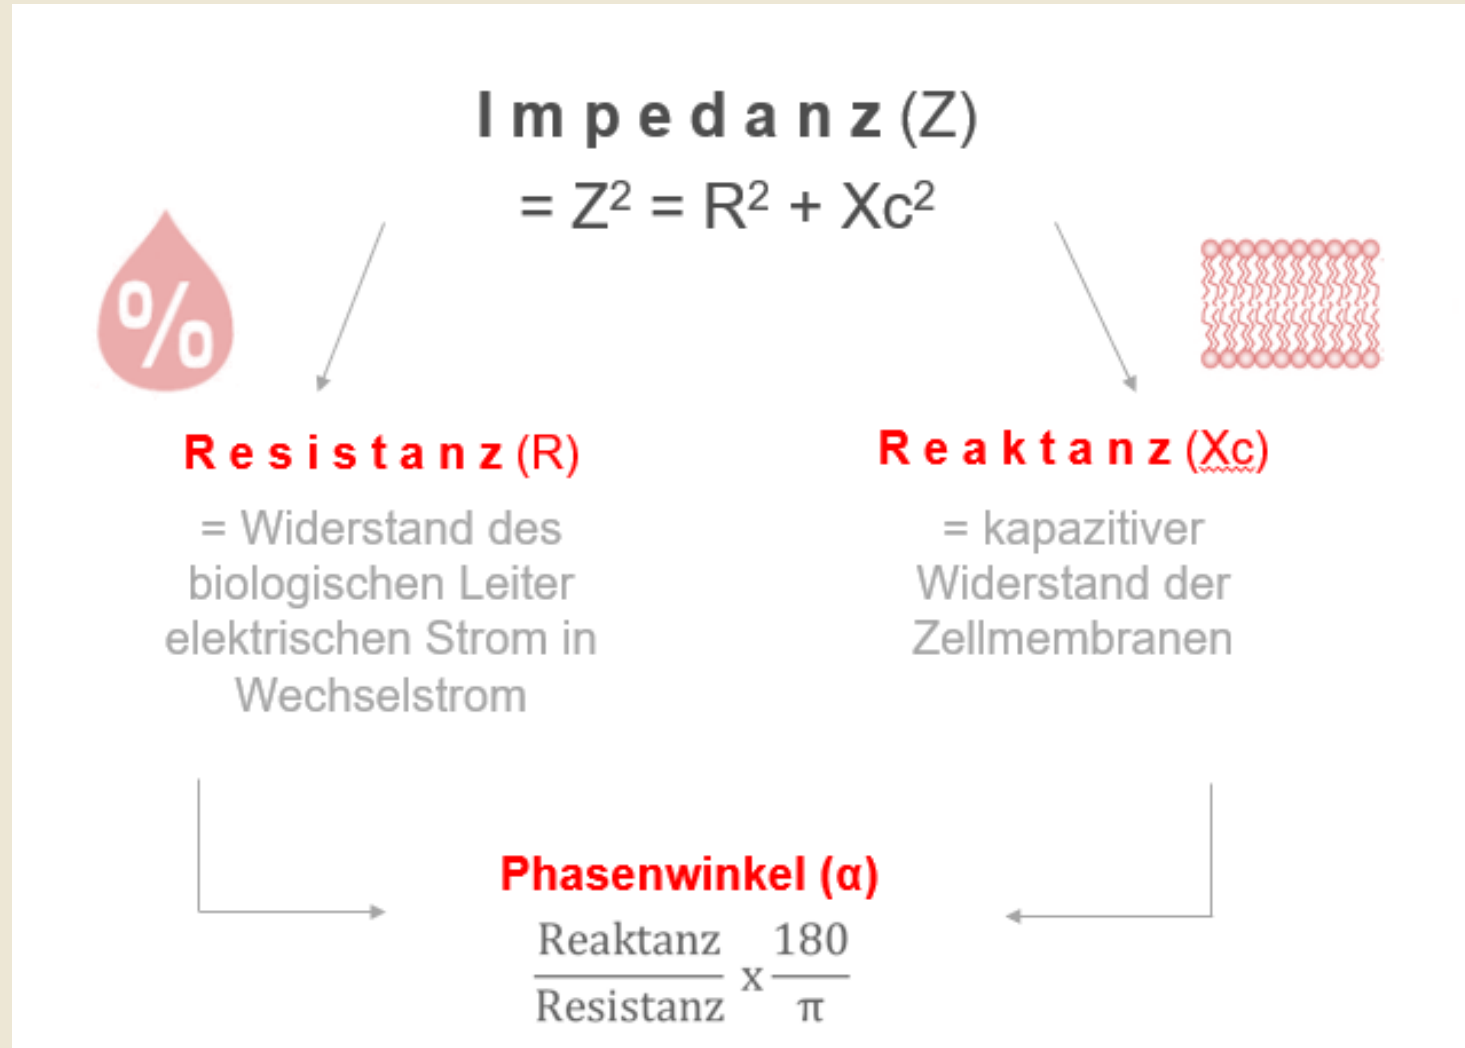 Impedanz (Z)
= Z² = R² + Xc²
%
Resistanz (R)
= Widerstand des
biologischen Leiter
elektrischen Strom in
Wechselstrom
Reaktanz (Xc)
= kapazitiver
Widerstand der
Zellmembranen
Phasenwinkel (α)
Reaktanz/Resistanz x 180/π